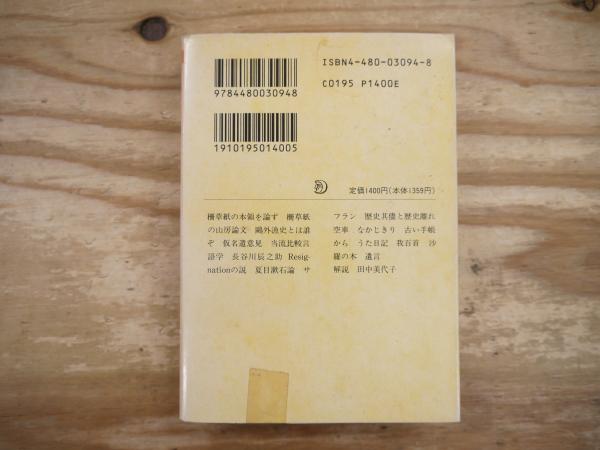 ISBN4-480-03094-8
9784480030948
C0195 P1400E
1910195014005
定価1400円(本体1359円)
柵草紙の本領を論ず 柵草紙
の山房論文 鷗外漁史とは誰
ぞ 仮名遣意見 当流比較言
語学 長谷川辰之助 Resig-
nationの説 夏目漱石論 サ
フラン 歴史其儘と歴史離れ
空車 なかじきり 古い手帳
から うた日記 我百首 沙
羅の木 遺言
解説 田中美代子